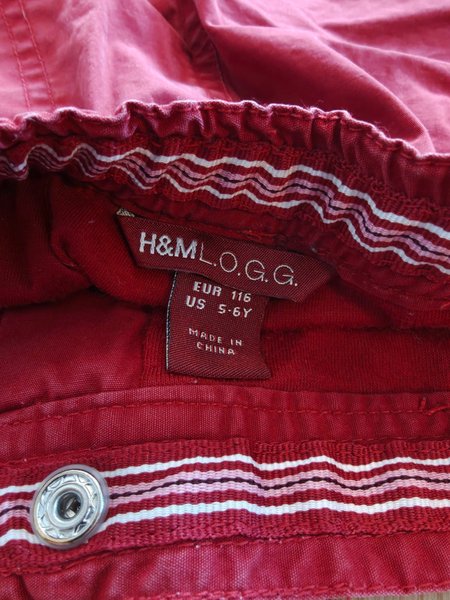 H&M L.O.G.G.
EUR 116
US 5-6Y
MADE IN
CHINA